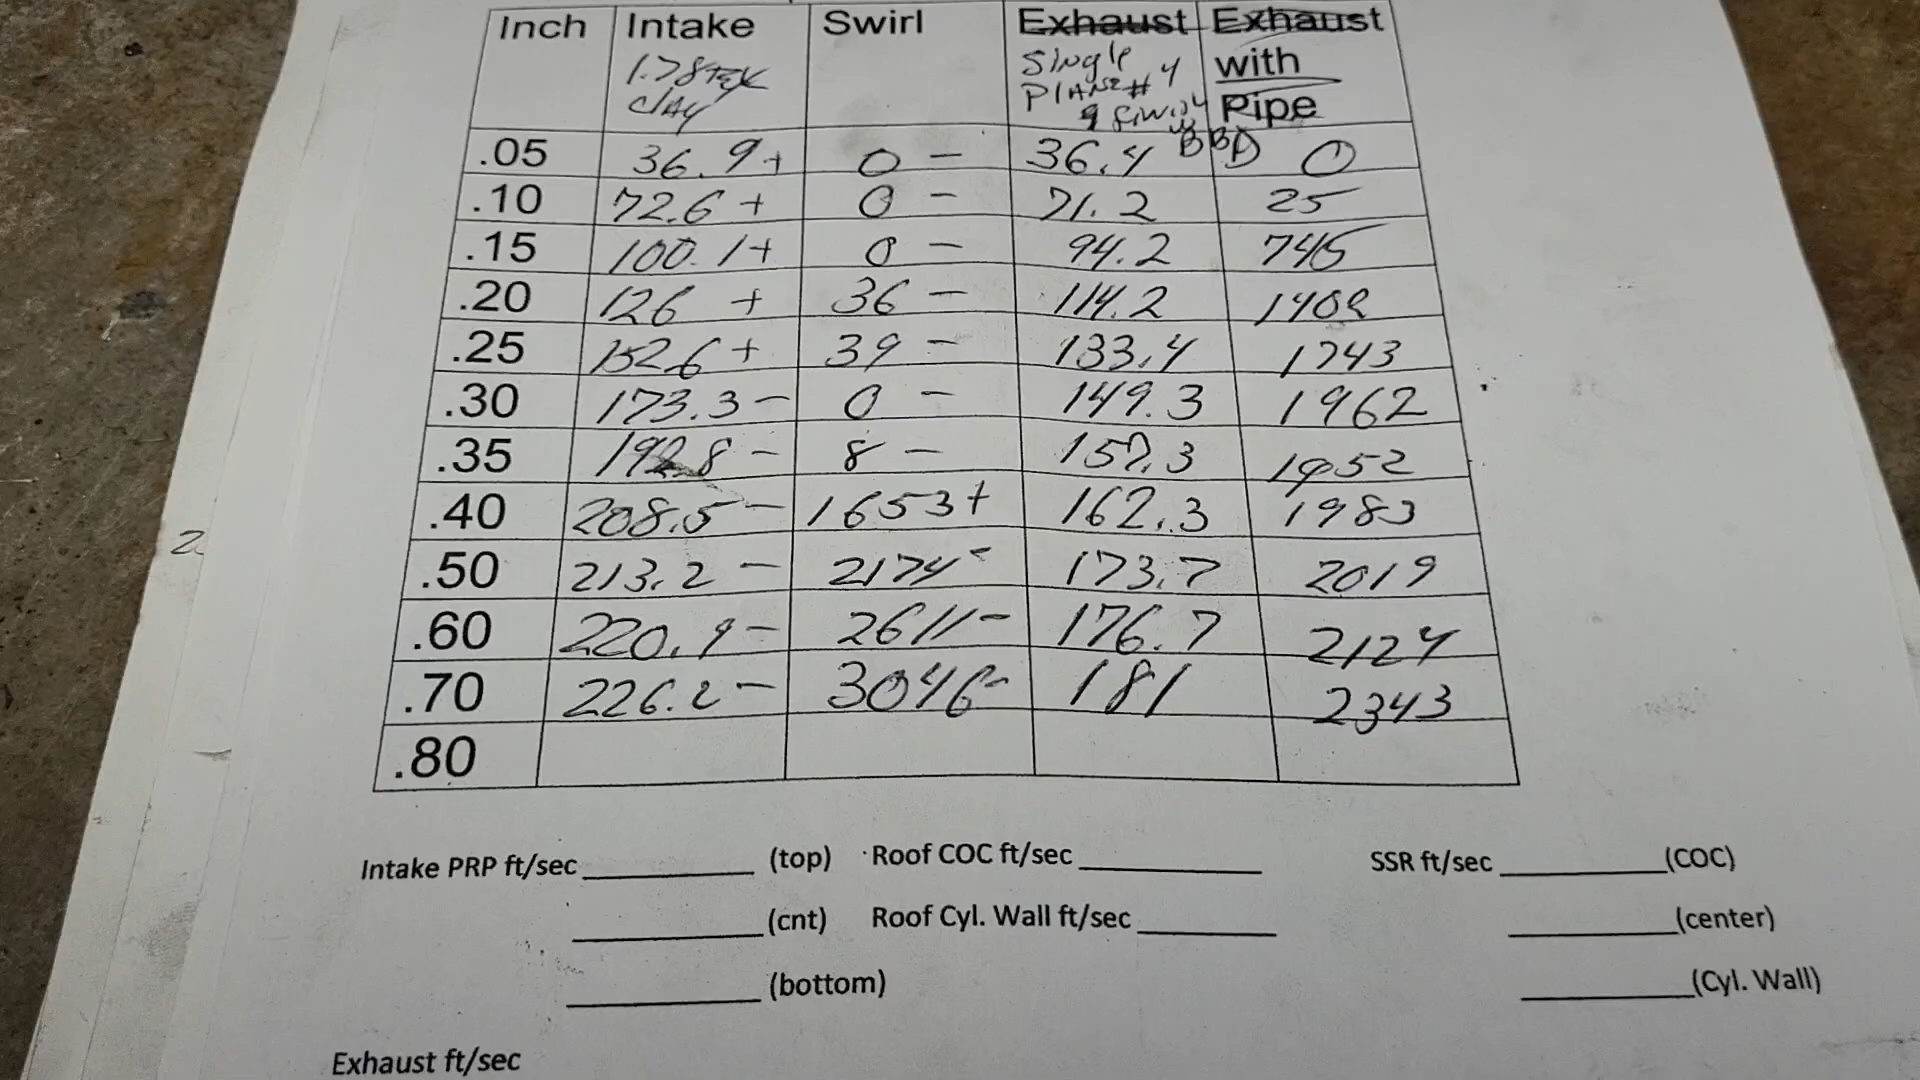 Inch Intake Swirl Exhaust Exhaust
1.78 Single with
clay PLANE # 4 Pipe
.05 36.9+ 0 - 36.4 0
.10 72.6 + 0 - 71.2 25
.15 100.1+ 0 - 94.2 745
.20 126 + 36 - 114.2 1408
.25 152.6+ 39 - 133.4 1743
.30 173.3- 0 - 149.3 1962
.35 192.8 - 8 - 157.3 1952
.40 208.5- 1653+ 162.3 1983
.50 213.2 - 2174- 173.7 2019
.60 220.9- 2611- 176.7 2124
.70 226.2- 3046- 181 2343
.80
2
Intake PRP ft/sec (top) Roof COC ft/sec SSR ft/sec (COC)
(cnt) Roof Cyl. Wall ft/sec (center)
(bottom) (Cyl. Wall)
Exhaust ft/sec